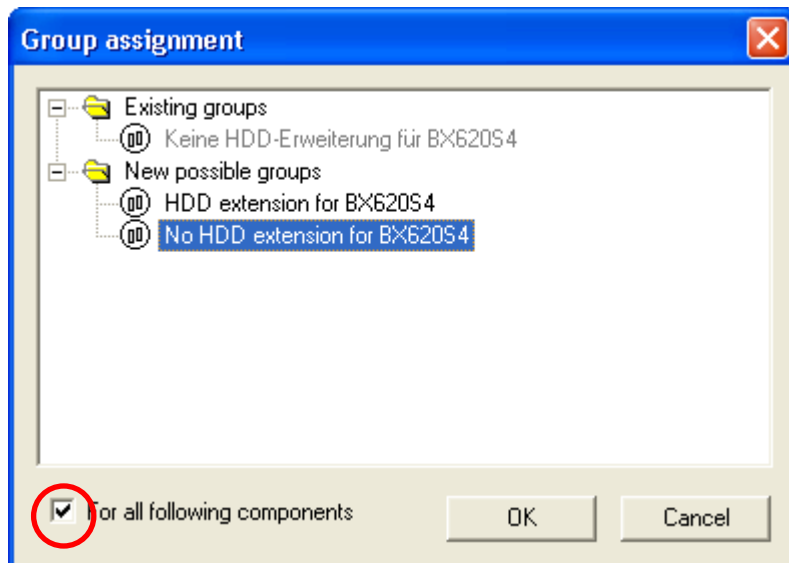 Group assignment
Existing groups
Keine HDD-Erweiterung für BX620S4
New possible groups
HDD extension for BX620S4
No HDD extension for BX620S4
For all following components
OK
Cancel